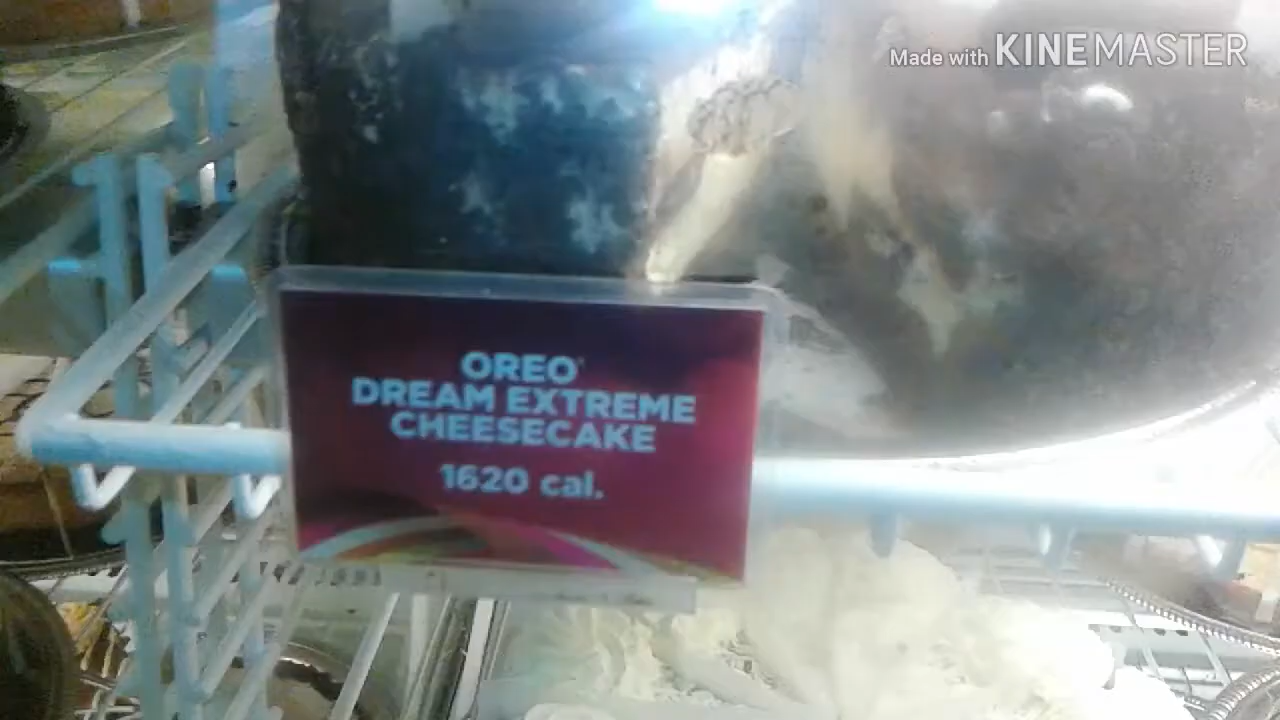 Made with KINEMASTER
OREO®
DREAM EXTREME
CHEESECAKE
1620 cal.